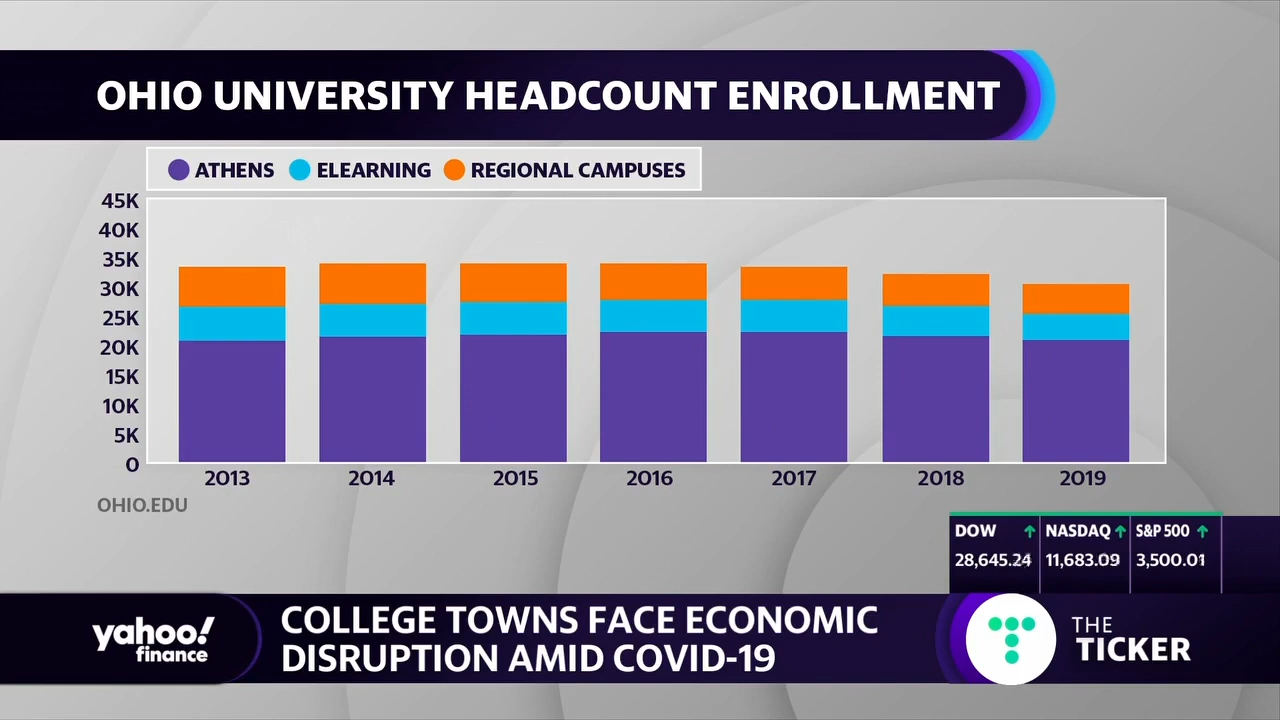 OHIO UNIVERSITY HEADCOUNT ENROLLMENT
ATHENS ELEARNING REGIONAL CAMPUSES
45K
40K
35K
30K
25K
20K
15K
10K
5K
0
2013 2014 2015 2016 2017 2018 2019
OHIO.EDU
DOW NASDAQ S&P 500
28,645.24 11,683.09 3,500.01
yahoo!
finance
COLLEGE TOWNS FACE ECONOMIC
DISRUPTION AMID COVID-19
THE
TICKER